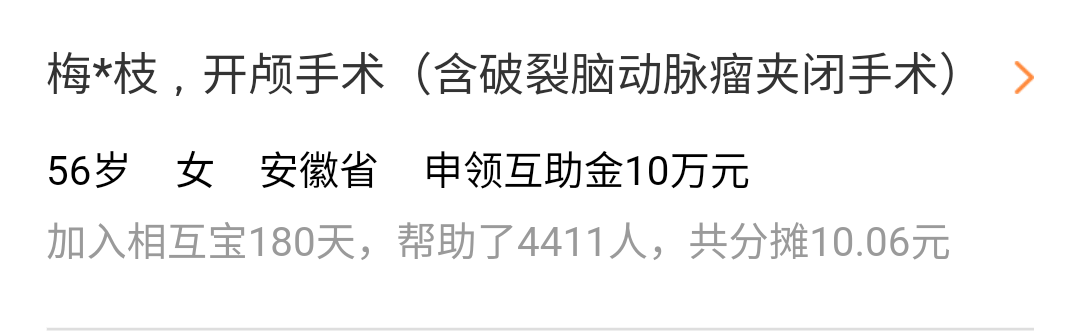 梅*枝，开颅手术（含破裂脑动脉瘤夹闭手术）
56岁 女 安徽省 申领互助金10万元
加入相互宝180天，帮助了4411人，共分摊10.06元